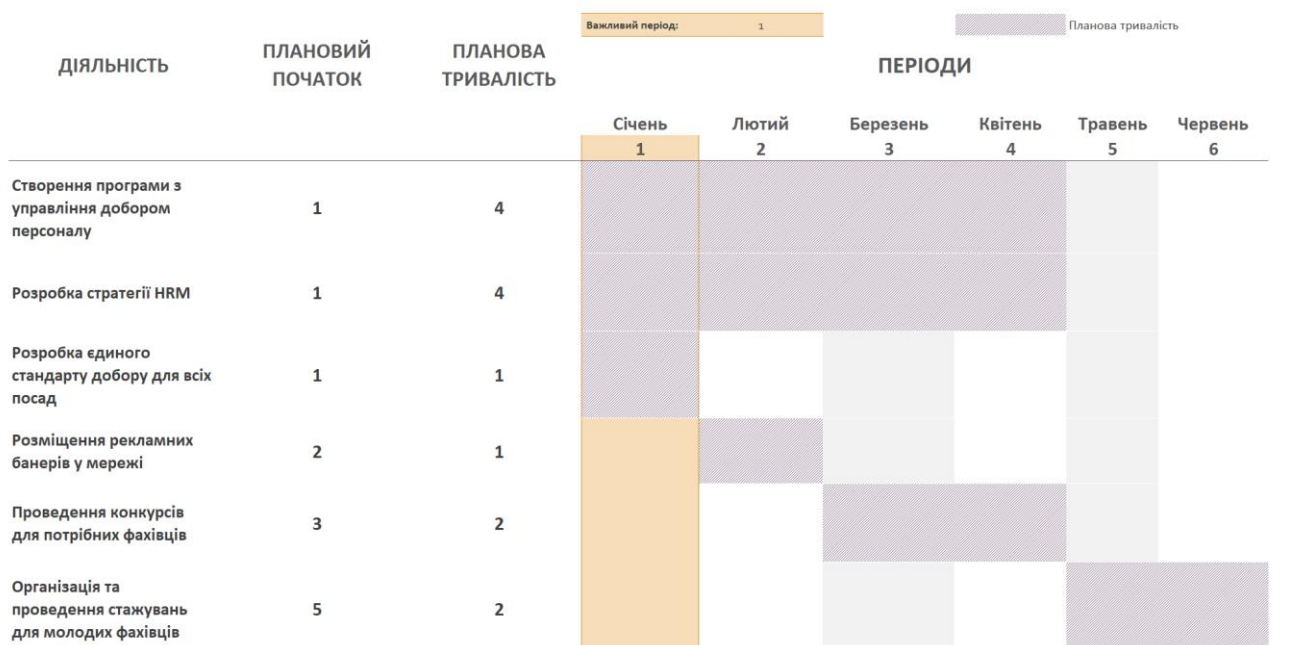 Важливий період: 1 Планова тривалість
ДІЯЛЬНІСТЬ ПЛАНОВИЙ ПОЧАТОК ПЛАНОВА ТРИВАЛІСТЬ ПЕРІОДИ
Січень Лютий Березень Квітень Травень Червень
1 2 3 4 5 6
Створення програми з
управління добором 1 4
персоналу
Розробка стратегії HRM 1 4
Розробка єдиного
стандарту добору для всіх 1 1
посад
Розміщення рекламних
банерів у мережі 2 1
Проведення конкурсів
для потрібних фахівців 3 2
Організація та
проведення стажувань 5 2
для молодих фахівців